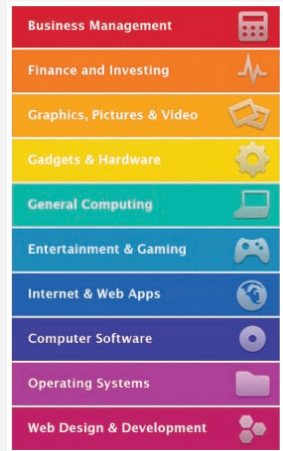 Business Management
Finance and Investing
Graphics, Pictures & Video
Gadgets & Hardware
General Computing
Entertainment & Gaming
Internet & Web Apps
Computer Software
Operating Systems
Web Design & Development